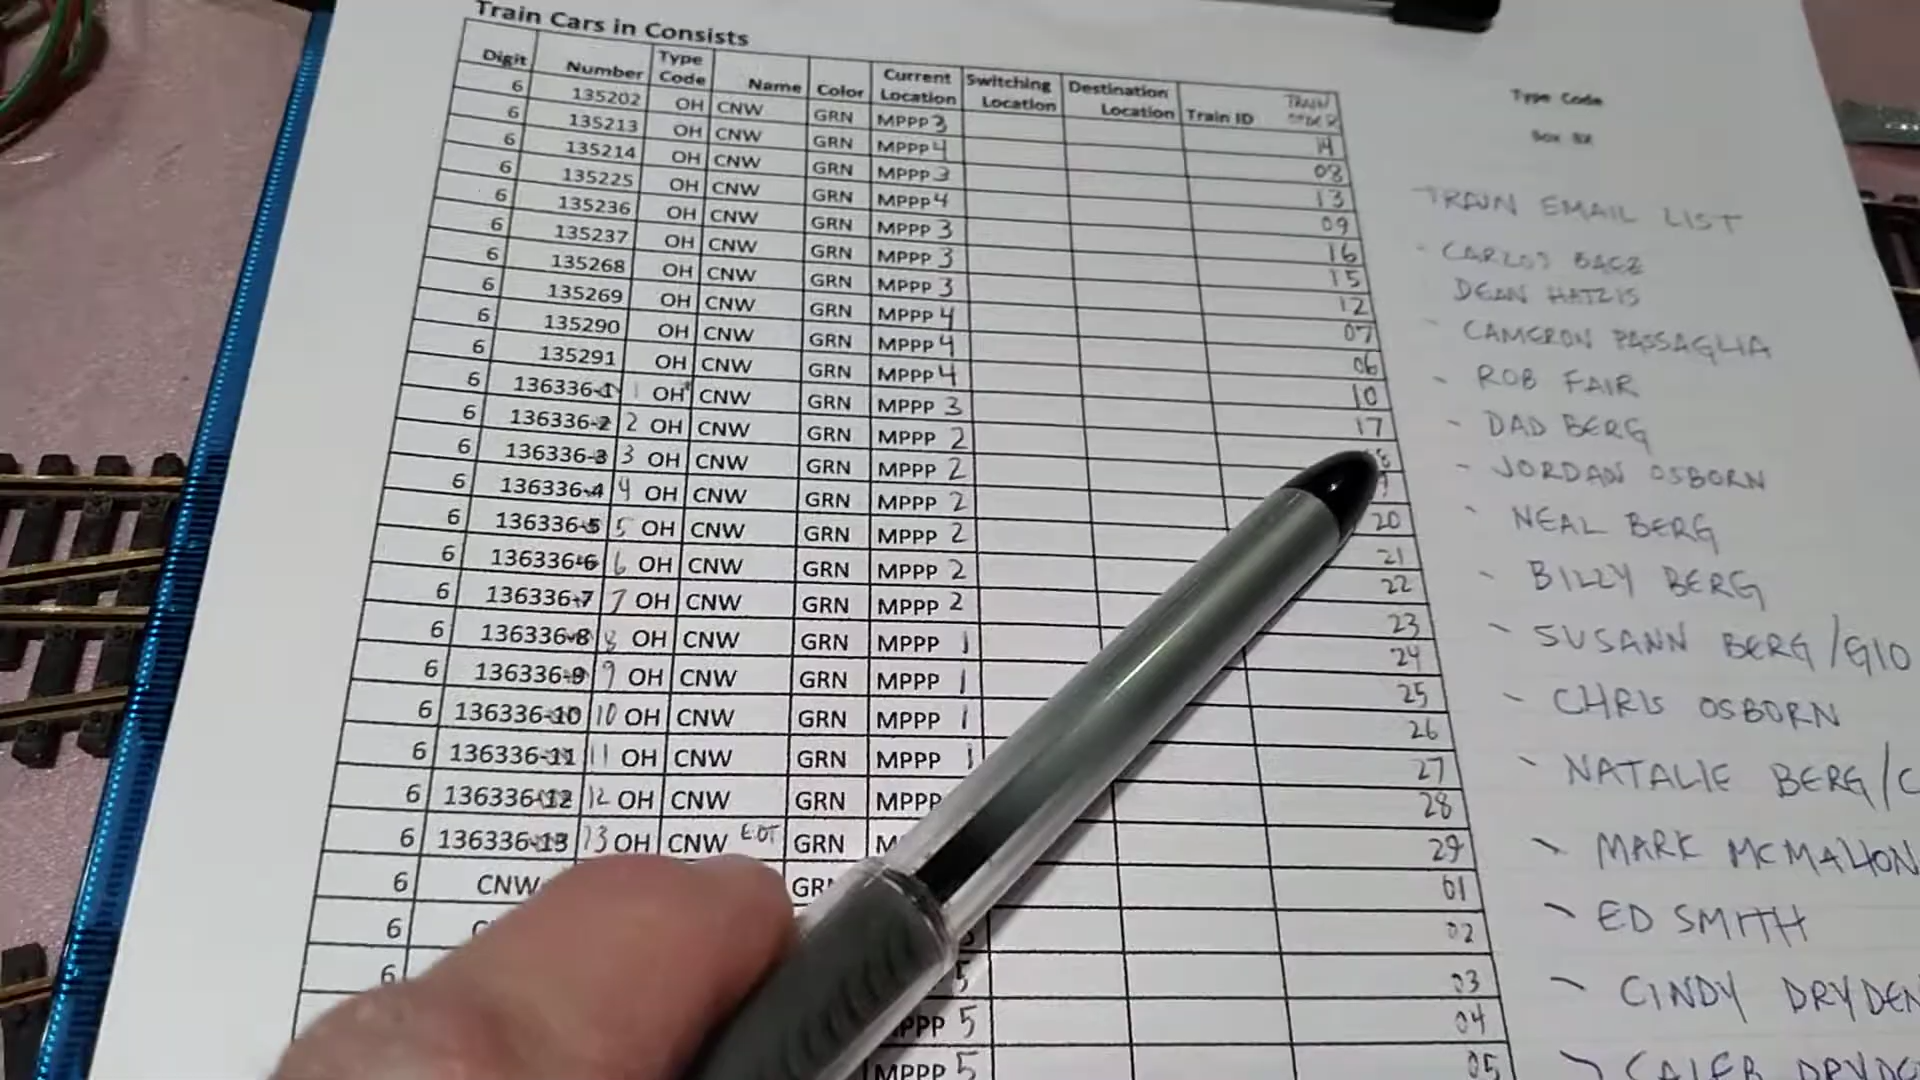 Train Cars in Consists
Digit Number Type Code Name Color Current Location Switching Location Destination Location Train ID TRAIN ORDER
6 135202 OH CNW GRN MPPP 3 14
6 135213 OH CNW GRN MPPP 4 08
6 135214 OH CNW GRN MPPP 3 13
6 135225 OH CNW GRN MPPP 4 09
6 135236 OH CNW GRN MPPP 3 16
6 135237 OH CNW GRN MPPP 3 15
6 135268 OH CNW GRN MPPP 3 12
6 135269 OH CNW GRN MPPP 4 07
6 135290 OH CNW GRN MPPP 4 06
6 135291 OH CNW GRN MPPP 4 10
6 136336-1 1 OH CNW GRN MPPP 3 17
6 136336-2 2 OH CNW GRN MPPP 2 8
6 136336-3 3 OH CNW GRN MPPP 2
6 136336-4 4 OH CNW GRN MPPP 2 20
6 136336-5 5 OH CNW GRN MPPP 2 21
6 136336-6 6 OH CNW GRN MPPP 2 22
6 136336-7 7 OH CNW GRN MPPP 2 23
6 136336-8 8 OH CNW GRN MPPP 1 24
6 136336-9 9 OH CNW GRN MPPP 1 25
6 136336-10 10 OH CNW GRN MPPP 1 26
6 136336-11 11 OH CNW GRN MPPP 1 27
6 136336-12 12 OH CNW GRN MPPP 28
6 136336-13 13 OH CNW EOT GRN M 29
6 CNW GR 01
6 02
6 5 03
PPP 5 04
MPPP 5 05
Type Code
Box BX
TRAIN EMAIL LIST
- CARLOS BAEZ
DEAN HATZIS
- CAMERON PASSAGLIA
- ROB FAIR
- DAD BERG
- JORDAN OSBORN
- NEAL BERG
- BILLY BERG
- SUSANN BERG/GIO
- CHRIS OSBORN
- NATALIE BERG/C
- MARK MCMAHON
- ED SMITH
- CINDY DRYDEN
- CALEB DRYDE